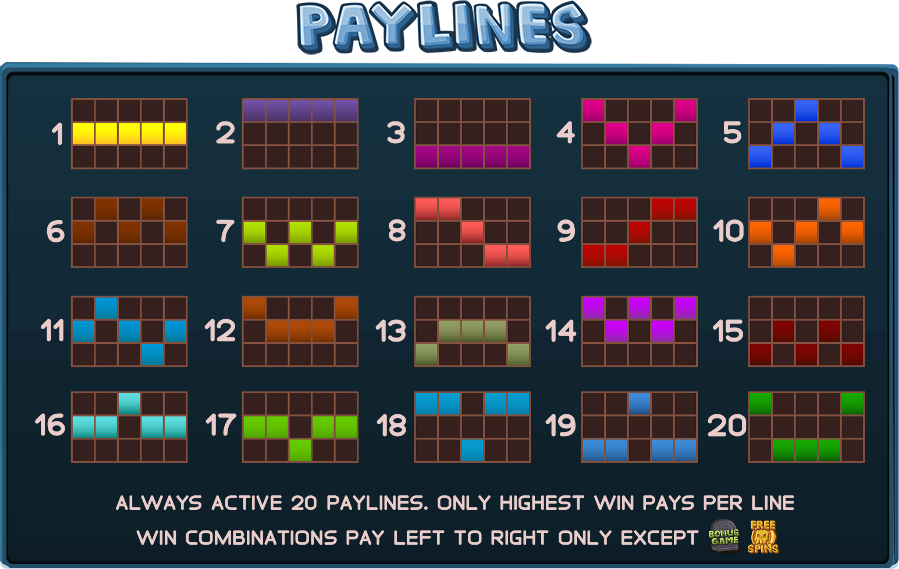 PAYLINES
1 2 3 4 5
6 7 8 9 10
11 12 13 14 15
16 17 18 19 20
ALWAYS ACTIVE 20 PAYLINES. ONLY HIGHEST WIN PAYS PER LINE
WIN COMBINATIONS PAY LEFT TO RIGHT ONLY EXCEPT BONUS GAME FREE SPINS